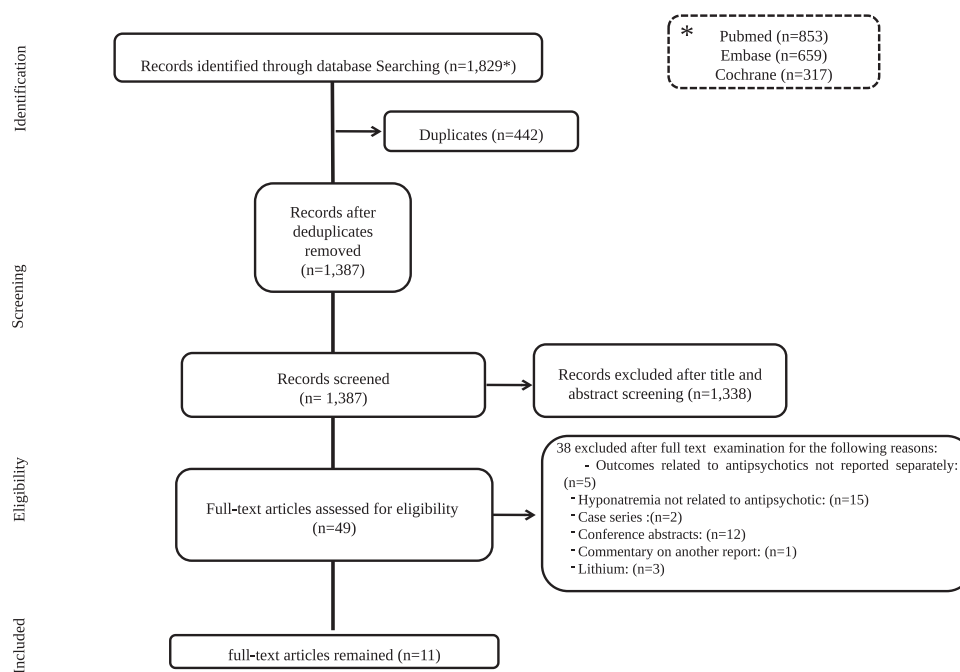 Identification
Records identified through database Searching (n=1,829*)
*
Pubmed (n=853)
Embase (n=659)
Cochrane (n=317)
Duplicates (n=442)
Records after
deduplicates
removed
(n=1,387)
Screening
Records screened
(n= 1,387)
Records excluded after title and
abstract screening (n=1,338)
Eligibility
Full-text articles assessed for eligibility
(n=49)
38 excluded after full text examination for the following reasons:
- Outcomes related to antipsychotics not reported separately:
(n=5)
- Hyponatremia not related to antipsychotic: (n=15)
- Case series :(n=2)
- Conference abstracts: (n=12)
- Commentary on another report: (n=1)
- Lithium: (n=3)
Included
full-text articles remained (n=11)